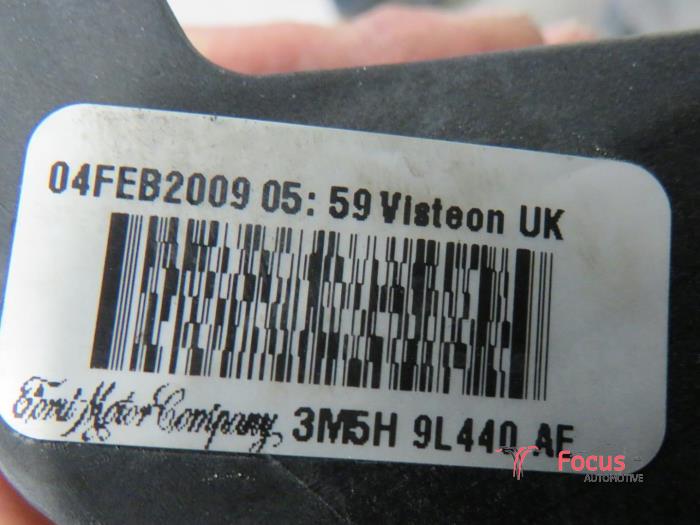 04FEB2009 05:59 Visteon UK
Ford Motor Company 3M5H 9L440 AF
Focus
AUTOMOTIVE